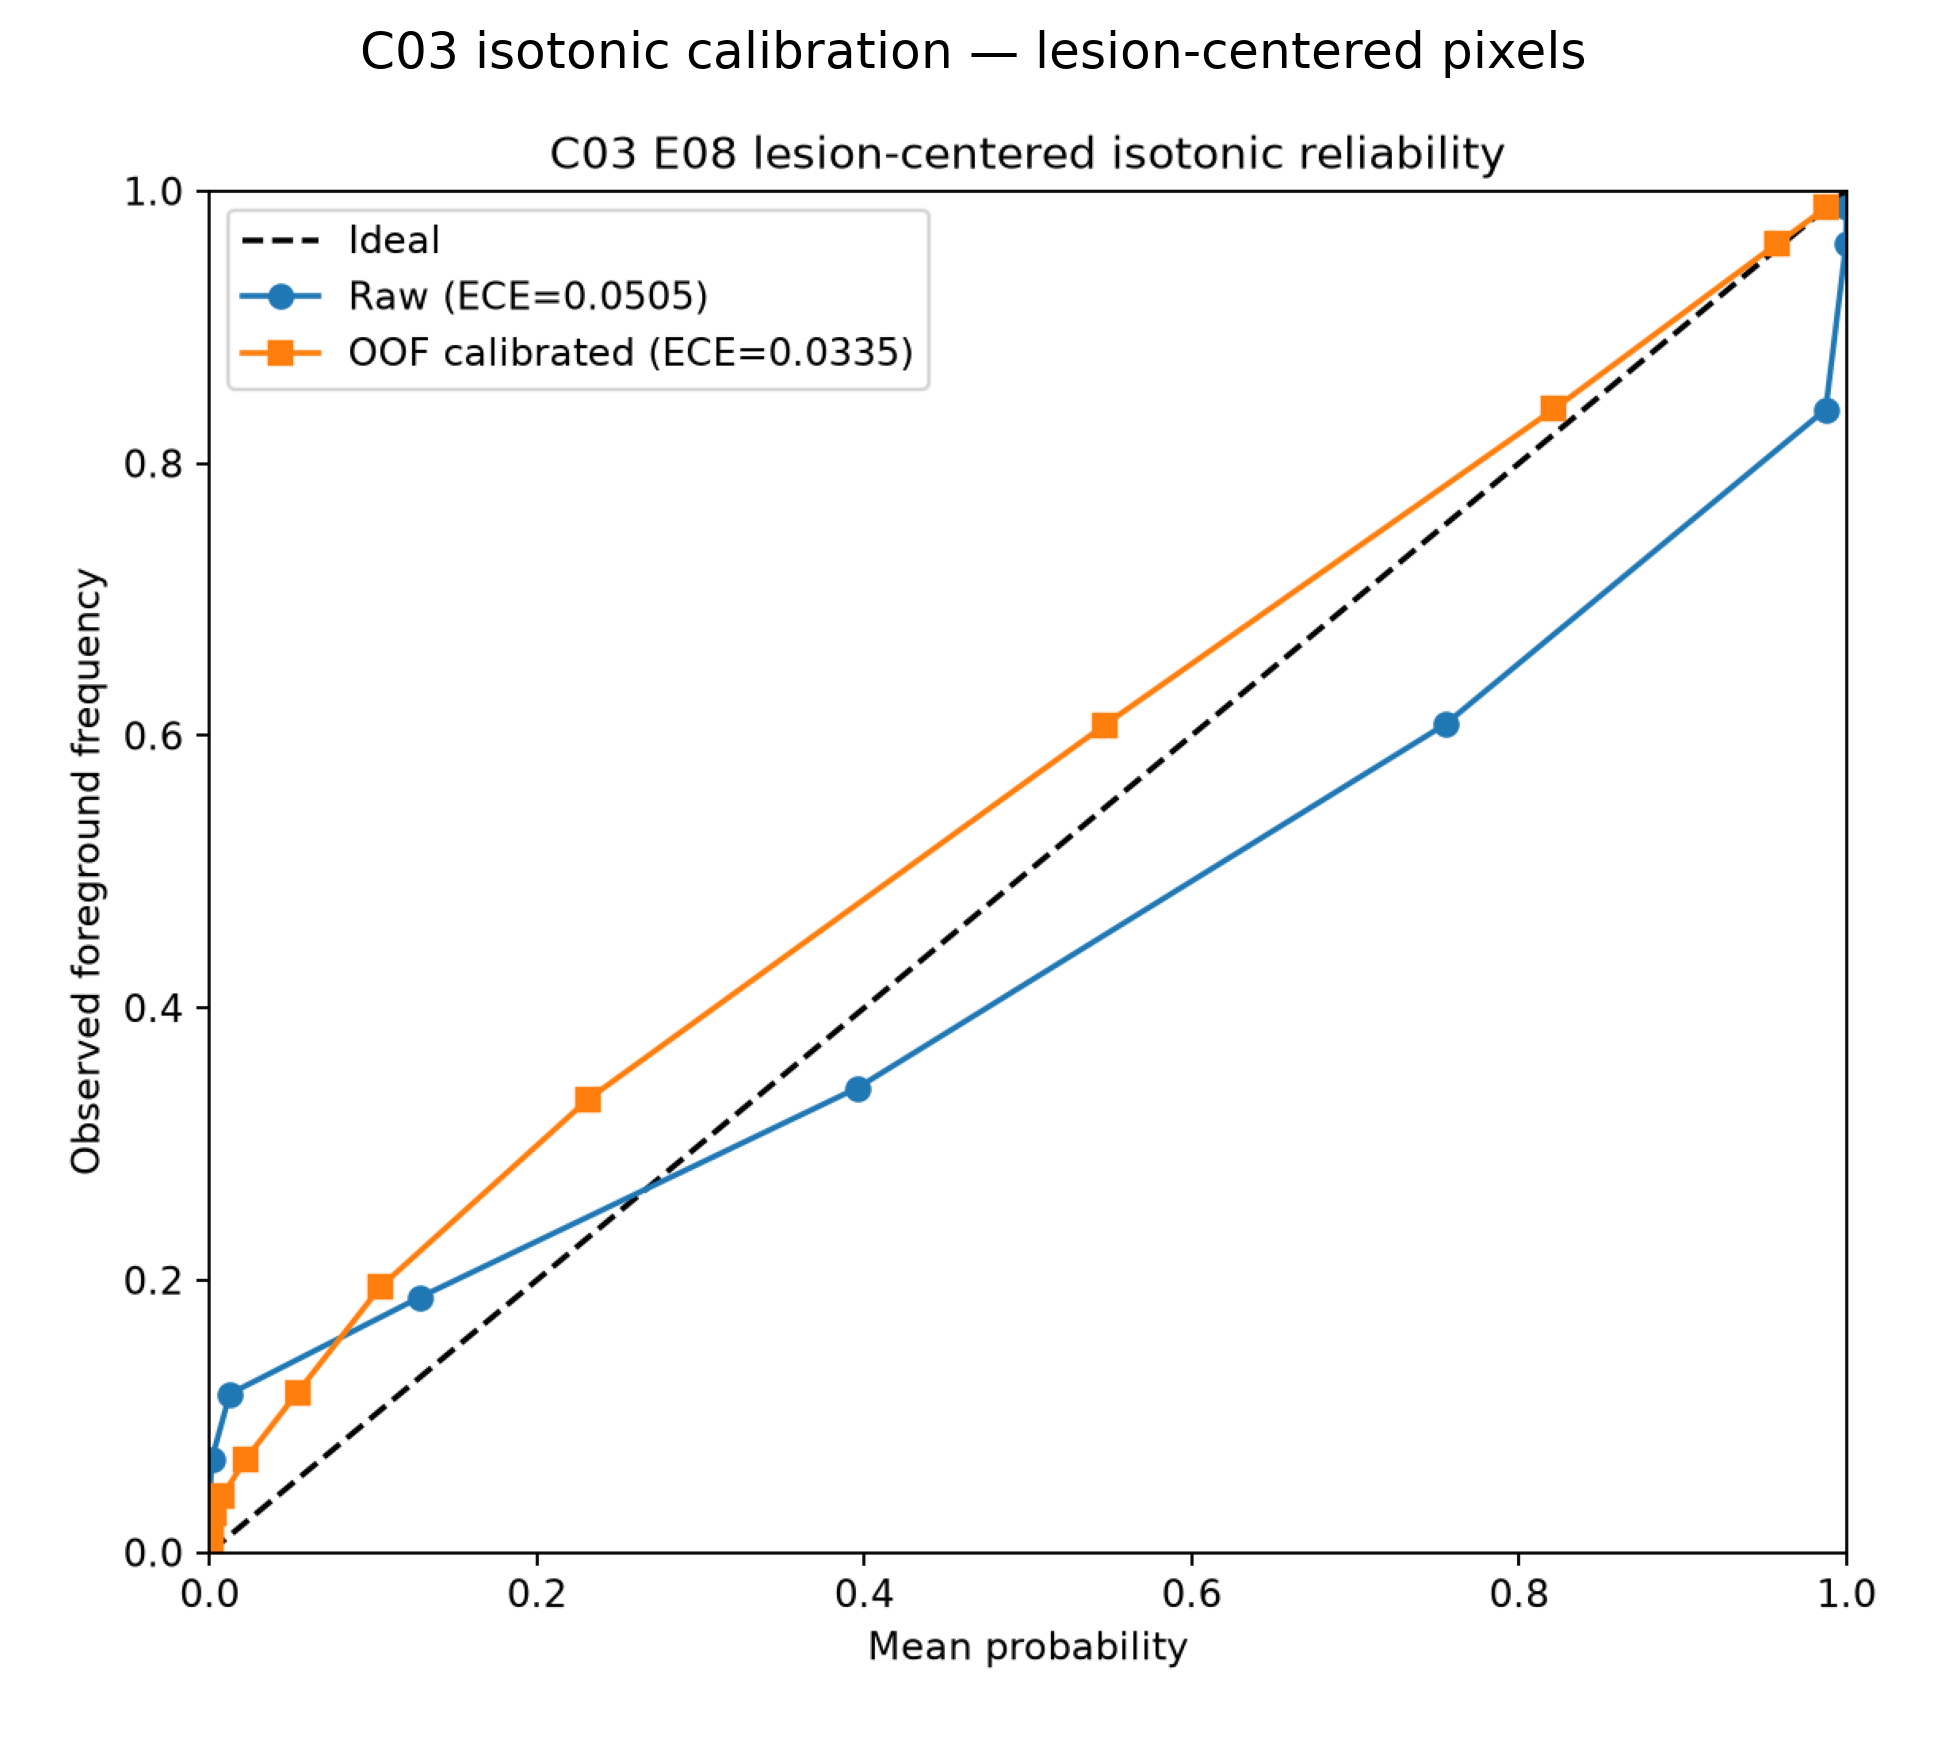 C03 isotonic calibration — lesion-centered pixels
C03 E08 lesion-centered isotonic reliability
1.0
Ideal
Raw (ECE=0.0505)
OOF calibrated (ECE=0.0335)
0.8
0.6
0.4
0.2
0.0
Observed foreground frequency
0.0 0.2 0.4 0.6 0.8 1.0
Mean probability